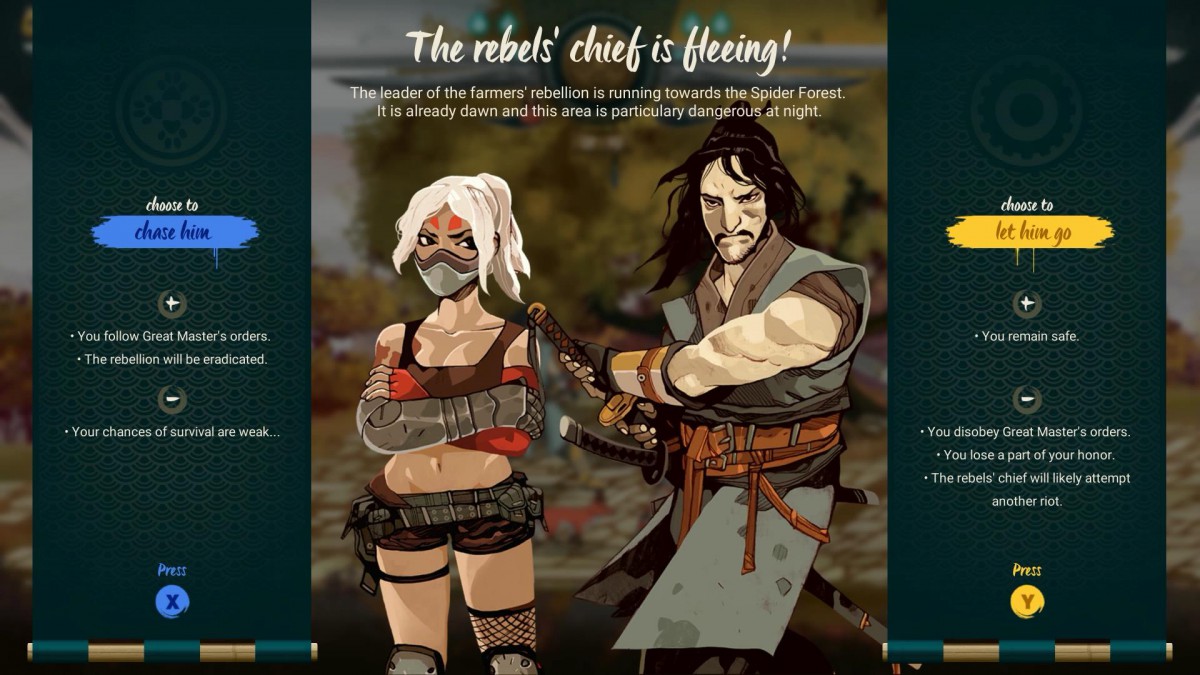 The rebels' chief is fleeing!
The leader of the farmers' rebellion is running towards the Spider Forest.
It is already dawn and this area is particulary dangerous at night.
choose to
chase him
• You follow Great Master's orders.
• The rebellion will be eradicated.
• Your chances of survival are weak...
Press
X
choose to
let him go
• You remain safe.
• You disobey Great Master's orders.
• You lose a part of your honor.
• The rebels' chief will likely attempt
another riot.
Press
Y